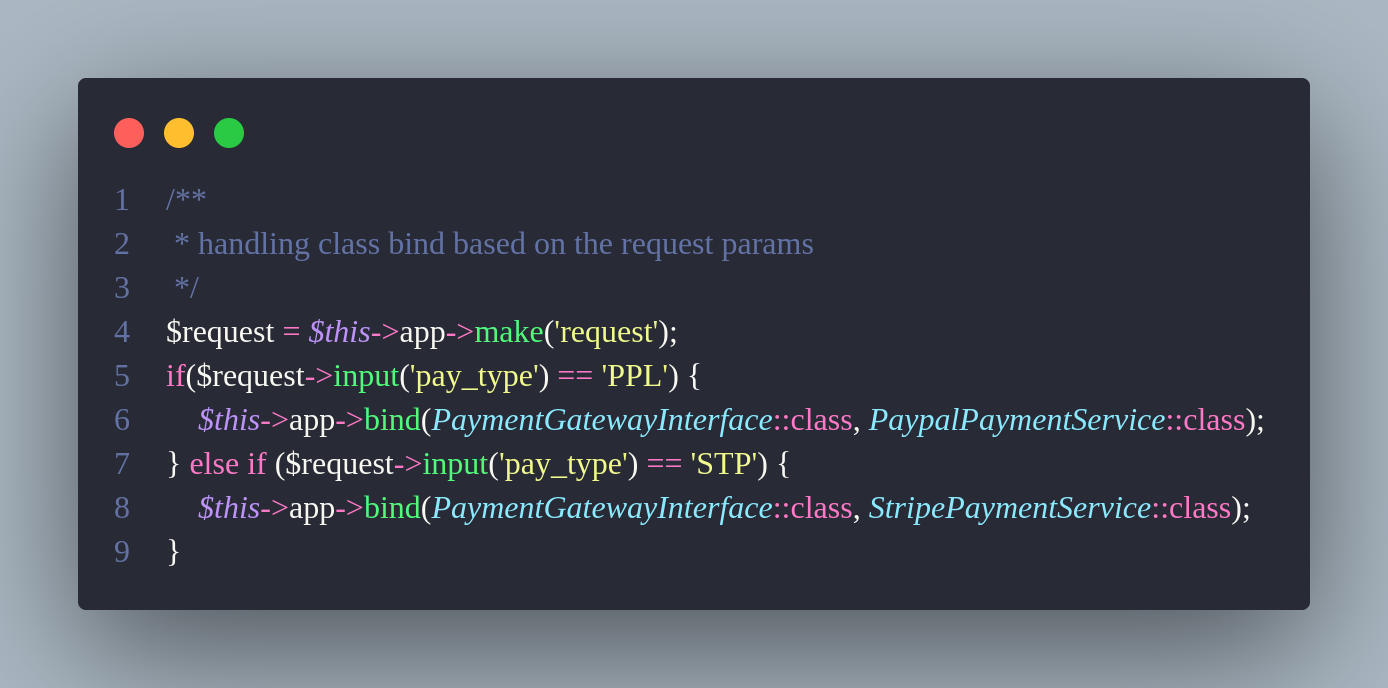 1 /**
2  * handling class bind based on the request params
3  */
4 $request = $this->app->make('request');
5 if($request->input('pay_type') == 'PPL') {
6     $this->app->bind(PaymentGatewayInterface::class, PaypalPaymentService::class);
7 } else if ($request->input('pay_type') == 'STP') {
8     $this->app->bind(PaymentGatewayInterface::class, StripePaymentService::class);
9 }